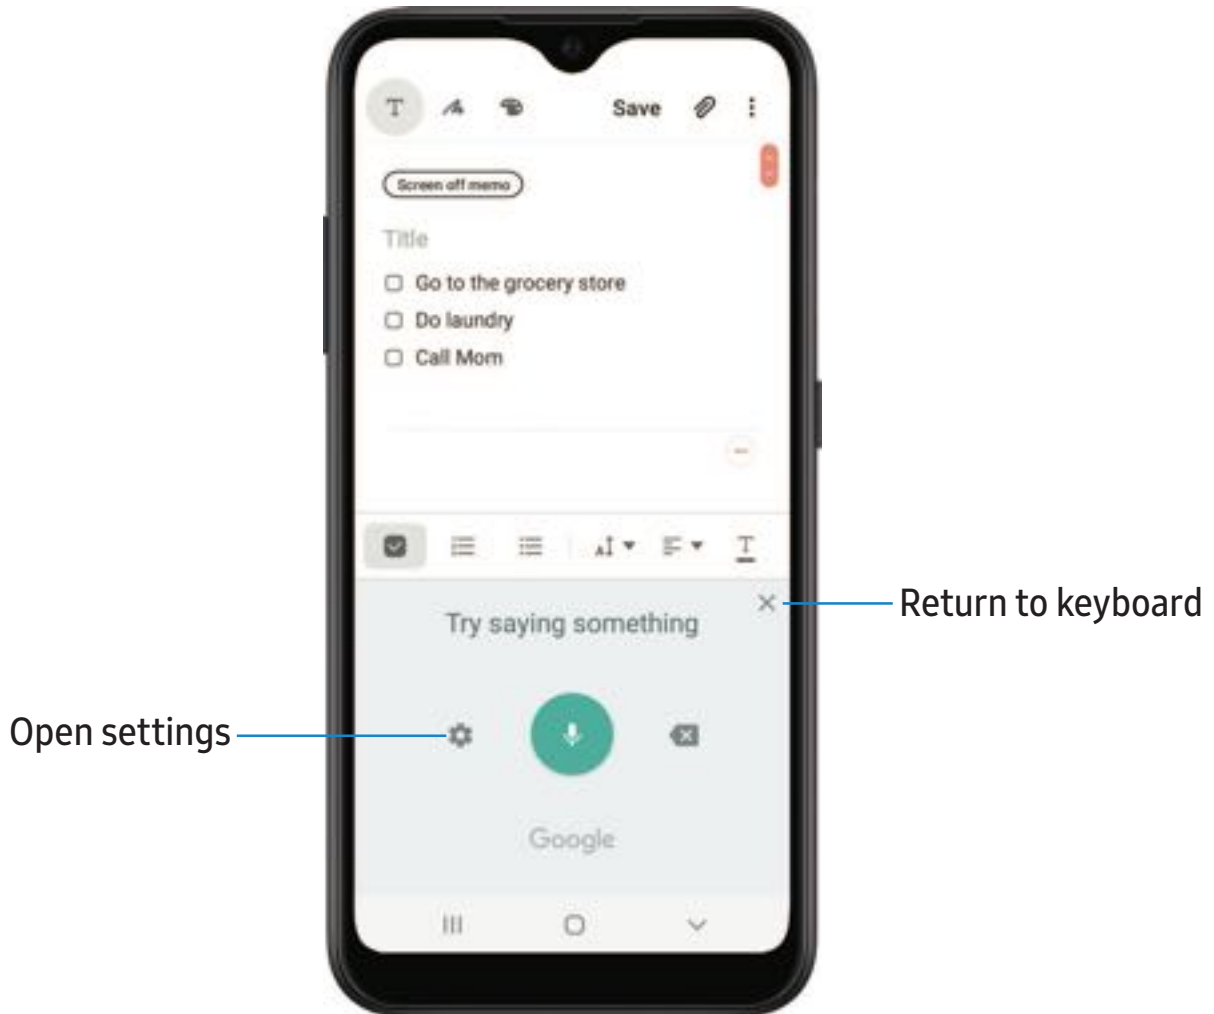 T Save
Screen off memo
Title
Go to the grocery store
Do laundry
Call Mom
T
Try saying something
Return to keyboard
Open settings
Google